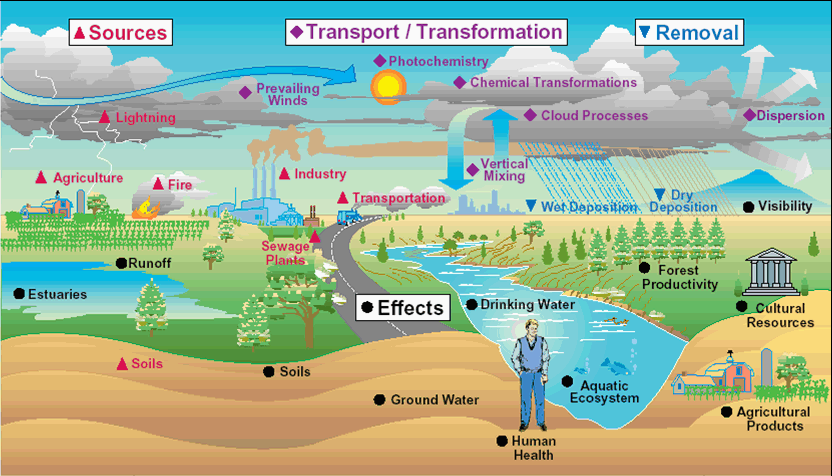 Sources
Transport / Transformation
Removal
Photochemistry
Prevailing
Winds
Chemical Transformations
Lightning
Cloud Processes
Dispersion
Agriculture
Fire
Industry
Vertical
Mixing
Transportation
Wet Deposition
Dry
Deposition
Visibility
Sewage
Plants
Runoff
Forest
Productivity
Estuaries
Effects
Drinking Water
Cultural
Resources
Soils
Soils
Aquatic
Ecosystem
Ground Water
Agricultural
Products
Human
Health